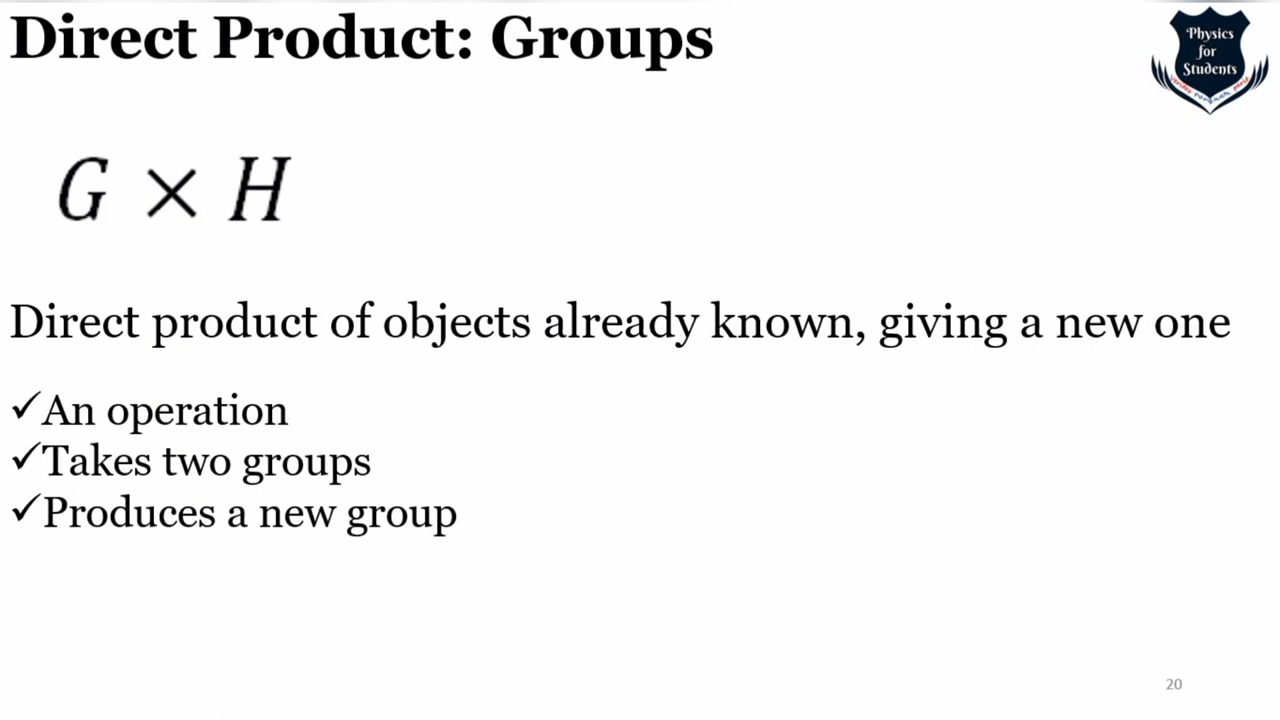 Direct Product: Groups
Physics
for
Students
G × H
Direct product of objects already known, giving a new one
✓An operation
✓Takes two groups
✓Produces a new group
20